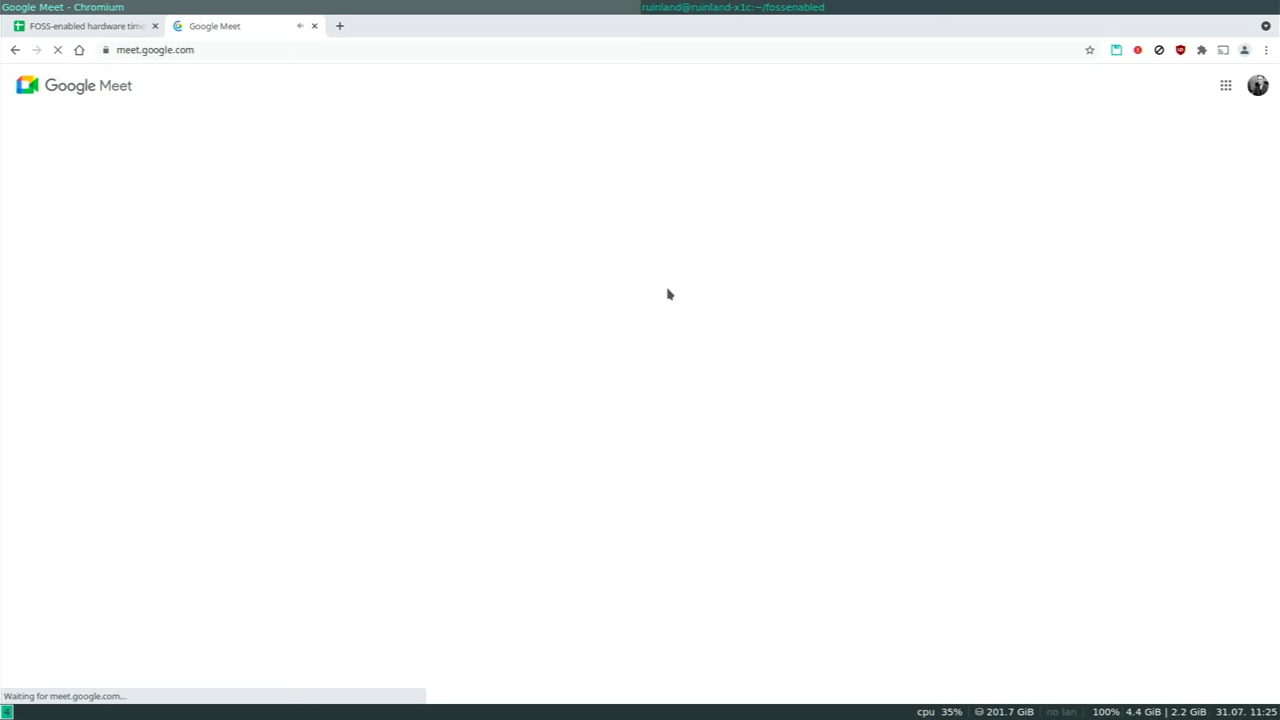 Google Meet - Chromium
ruinland@ruinland-x1c:~/fossenabled
FOSS-enabled hardware time
Google Meet
meet.google.com
Google Meet
Waiting for meet.google.com...
4
cpu 35% 201.7 GiB no lan 100% 4.4 GiB | 2.2 GiB 31.07. 11:25